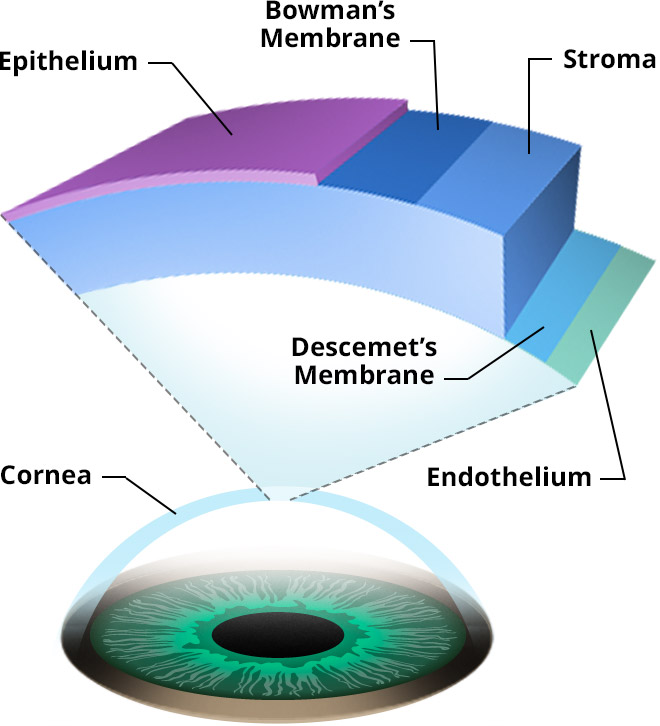 Bowman’s
Membrane
Epithelium
Stroma
Descemet’s
Membrane
Cornea
Endothelium